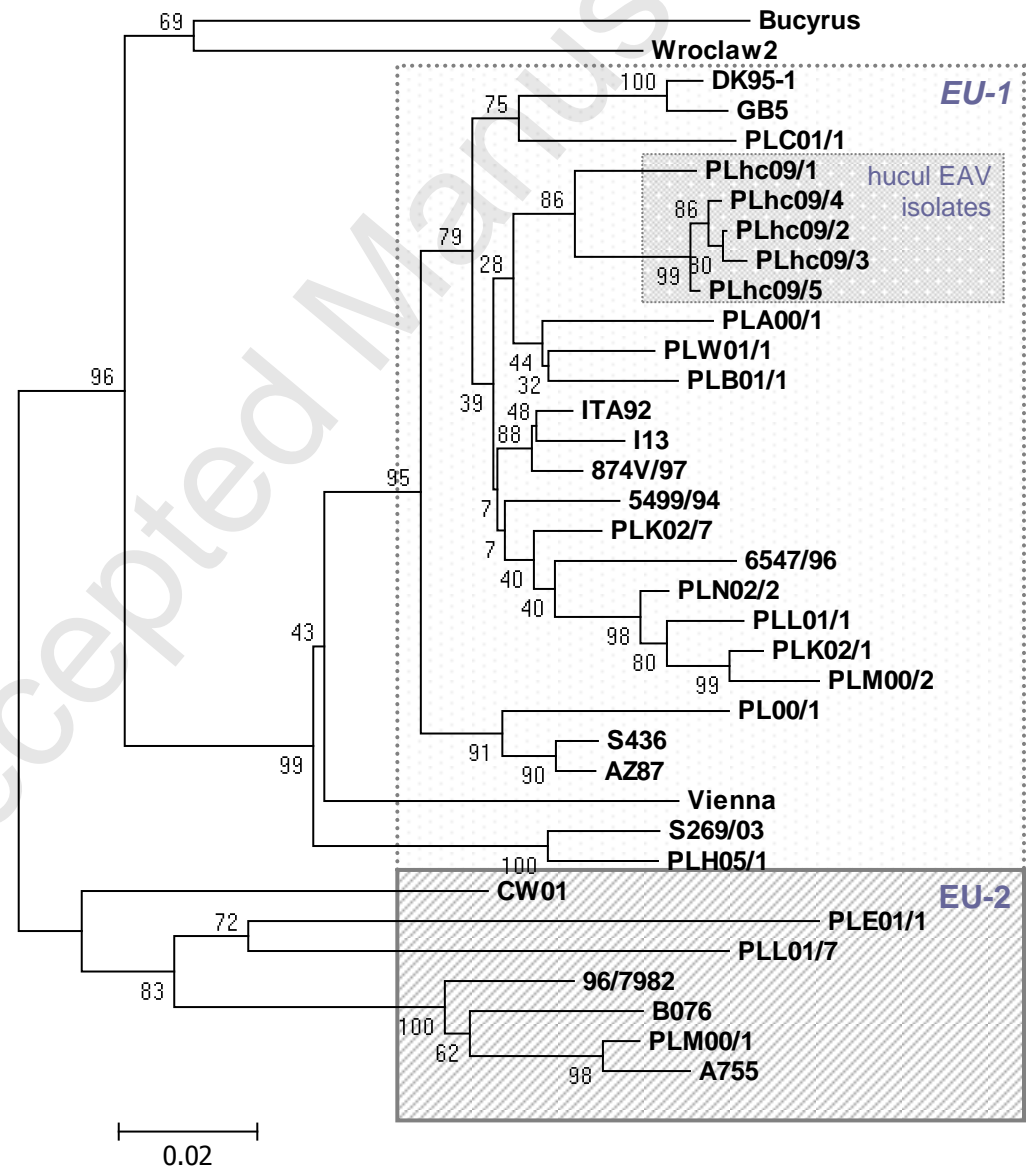 69
Bucyrus
Wroclaw2
DK95-1
100
EU-1
GB5
75
PLC01/1
PLhc09/1
hucul EAV
isolates
86
PLhc09/4
86
PLhc09/2
79
28
PLhc09/3
80
99
PLhc09/5
PLA00/1
PLW01/1
44
96
PLB01/1
32
39
48
ITA92
88
I13
874V/97
95
5499/94
7
PLK02/7
7
6547/96
40
PLN02/2
40
PLL01/1
43
98
PLK02/1
80
PLM00/2
99
PL00/1
S436
91
99
AZ87
90
Vienna
S269/03
PLH05/1
100
CW01
EU-2
72
PLE01/1
PLL01/7
83
96/7982
B076
100
PLM00/1
62
A755
98
0.02
ccepted Manus